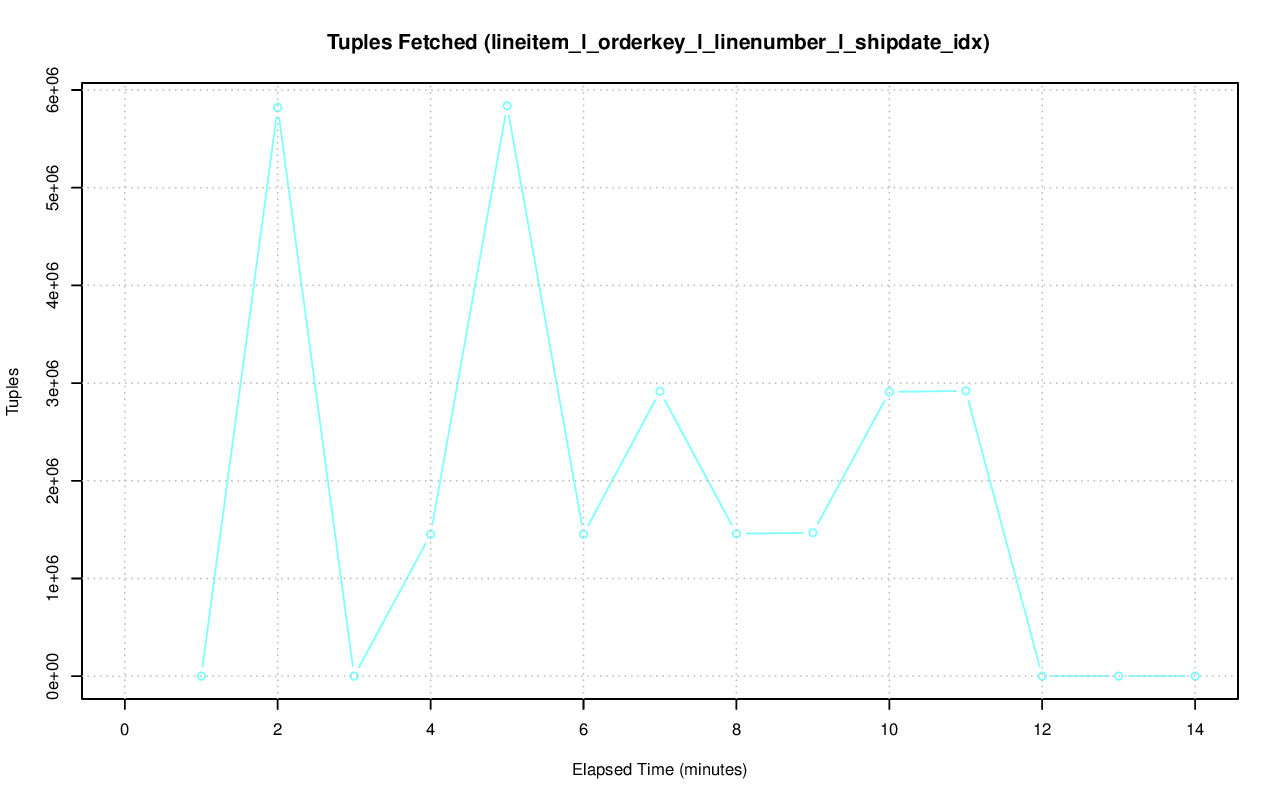 Tuples Fetched (lineitem_l_orderkey_l_linenumber_l_shipdate_idx)
6e+06
5e+06
4e+06
3e+06
2e+06
1e+06
0e+00
Tuples
0 2 4 6 8 10 12 14
Elapsed Time (minutes)